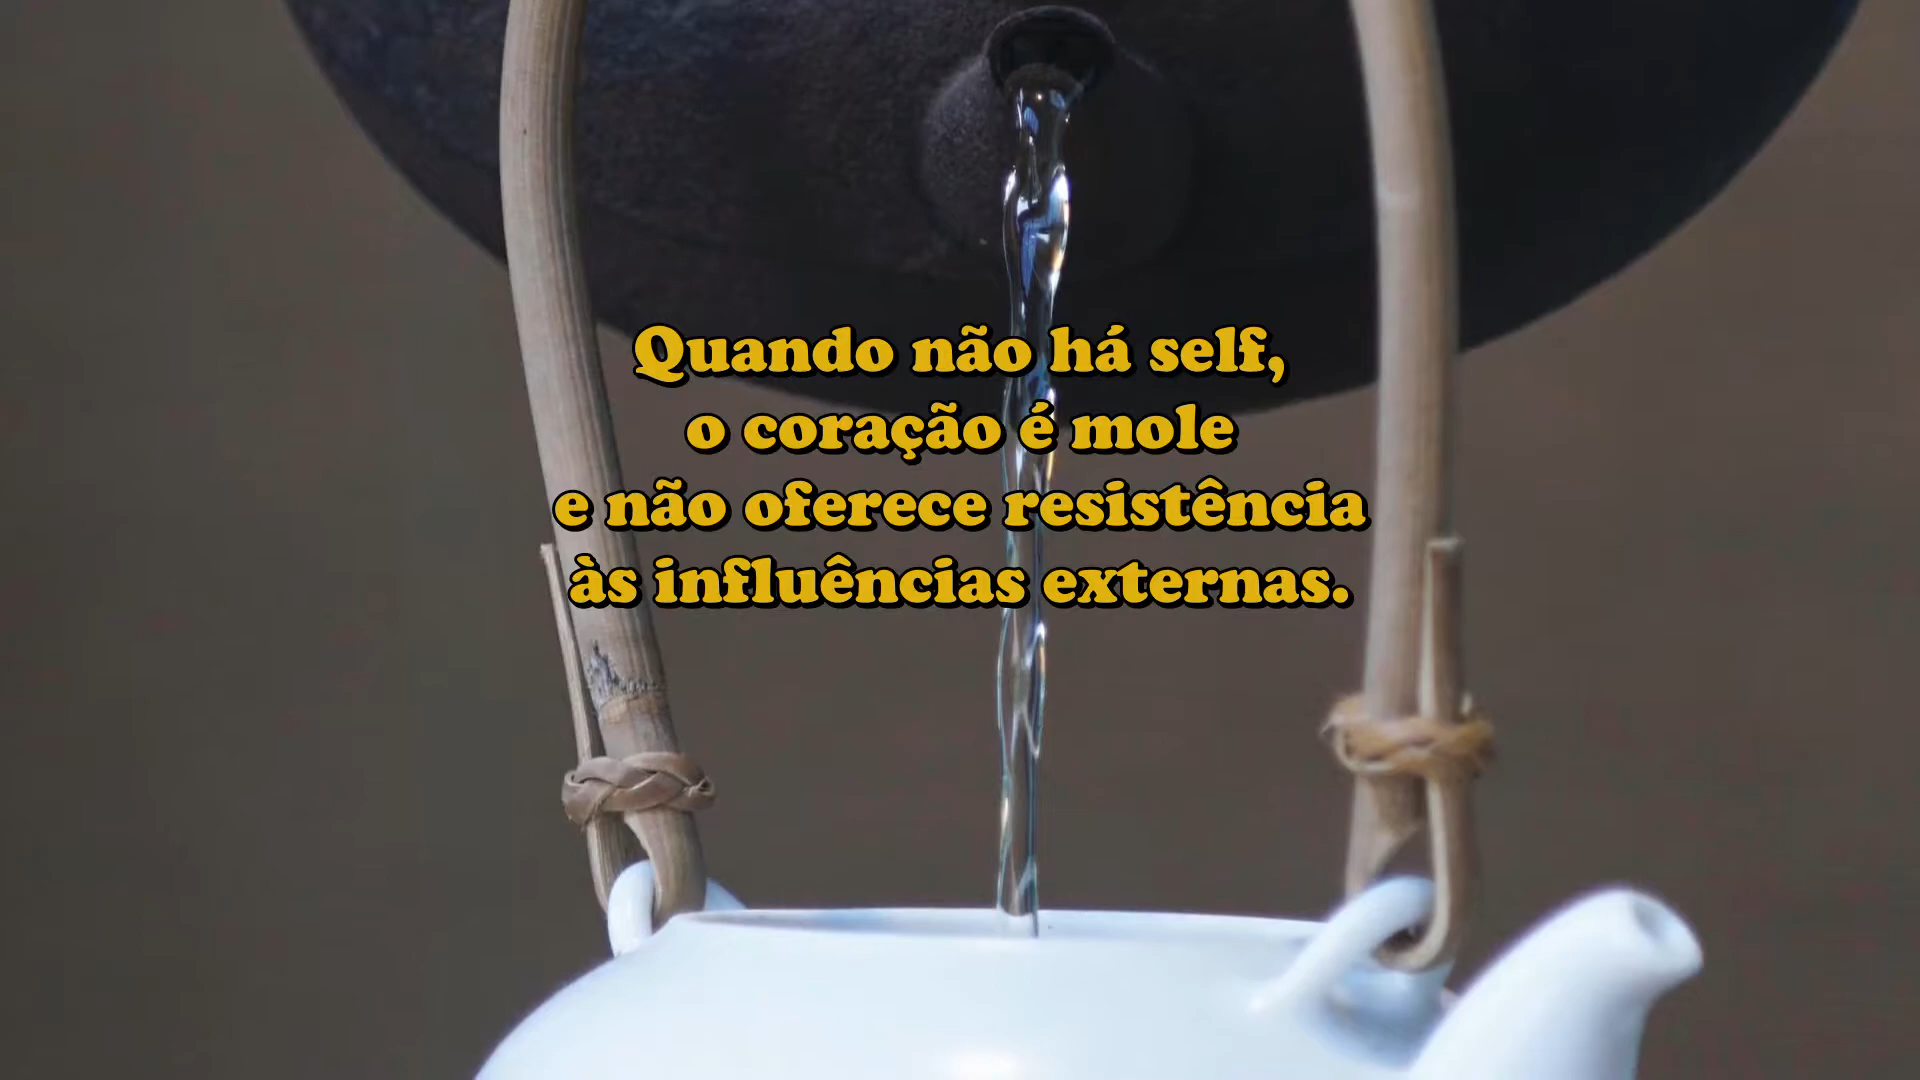 Quando não há self,
o coração é mole
e não oferece resistência
às influências externas.